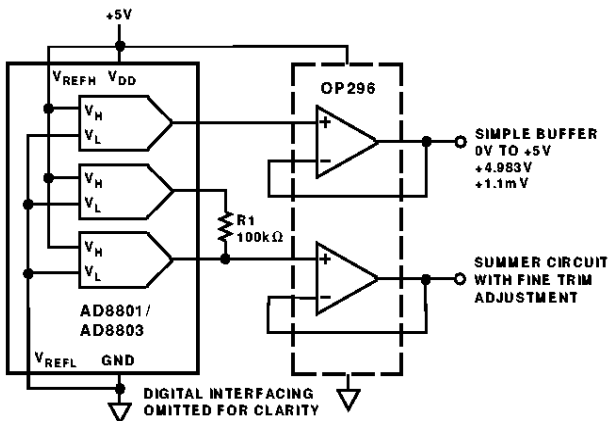 +5V
VREFH VDD
OP296
VH
VL
+
−
SIMPLE BUFFER
0V TO +5V
+4.983V
+1.1mV
VH
VL
R1
100kΩ
VH
VL
+
−
SUMMER CIRCUIT
WITH FINE TRIM
ADJUSTMENT
AD8801/
AD8803
VREFL GND
DIGITAL INTERFACING
OMITTED FOR CLARITY